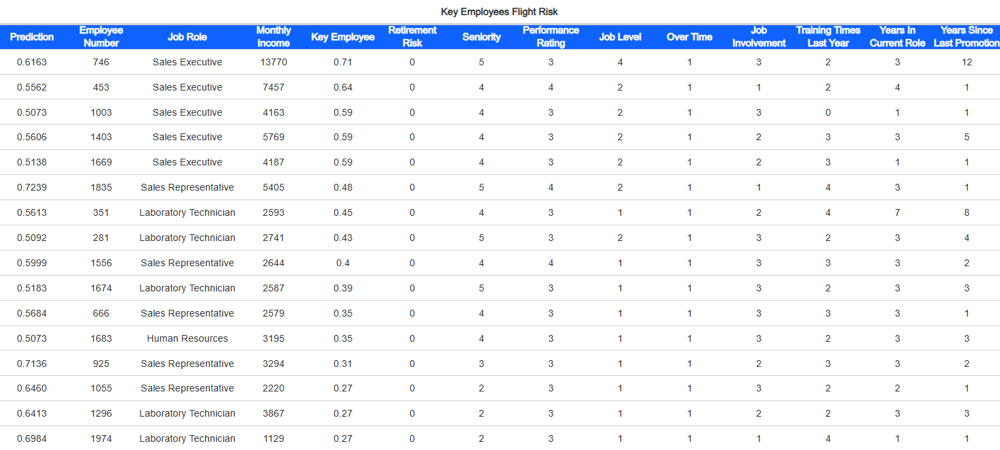 Key Employees Flight Risk
Prediction Employee Number Job Role Monthly Income Key Employee Retirement Risk Seniority Performance Rating Job Level Over Time Job Involvement Training Times Last Year Years In Current Role Years Since Last Promotion
0.6163 746 Sales Executive 13770 0.71 0 5 3 4 1 3 2 3 12
0.5562 453 Sales Executive 7457 0.64 0 4 4 2 1 1 2 4 1
0.5073 1003 Sales Executive 4163 0.59 0 4 3 2 1 3 0 1 1
0.5606 1403 Sales Executive 5769 0.59 0 4 3 2 1 2 3 3 5
0.5138 1669 Sales Executive 4187 0.59 0 4 3 2 1 2 3 1 1
0.7239 1835 Sales Representative 5405 0.48 0 5 4 2 1 1 4 3 1
0.5613 351 Laboratory Technician 2593 0.45 0 4 3 1 1 2 4 7 8
0.5092 281 Laboratory Technician 2741 0.43 0 5 3 2 1 3 2 3 4
0.5999 1556 Sales Representative 2644 0.4 0 4 4 1 1 3 3 3 2
0.5183 1674 Laboratory Technician 2587 0.39 0 5 3 1 1 3 2 3 3
0.5684 666 Sales Representative 2579 0.35 0 4 3 1 1 3 3 3 1
0.5073 1683 Human Resources 3195 0.35 0 4 3 1 1 3 2 3 3
0.7136 925 Sales Representative 3294 0.31 0 3 3 1 1 2 3 3 2
0.6460 1055 Sales Representative 2220 0.27 0 2 3 1 1 3 2 2 1
0.6413 1296 Laboratory Technician 3867 0.27 0 2 3 1 1 2 2 3 3
0.6984 1974 Laboratory Technician 1129 0.27 0 2 3 1 1 1 4 1 1